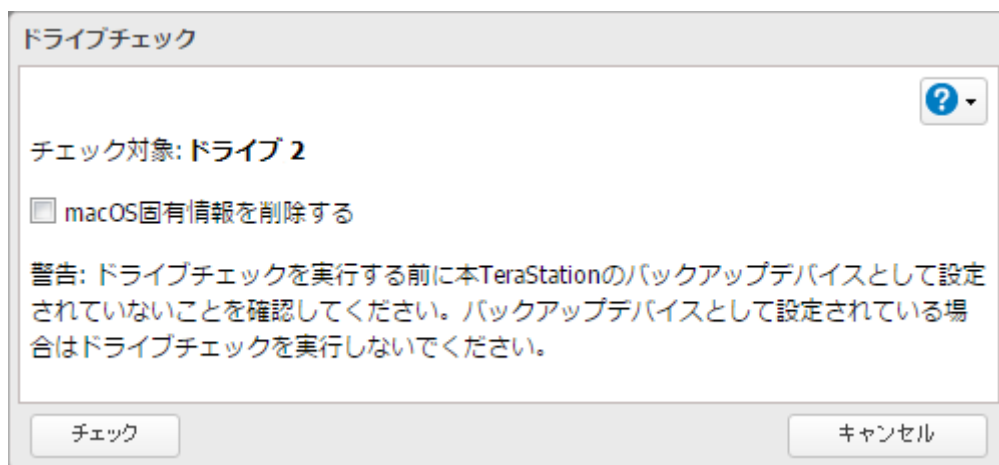 ドライブチェック
チェック対象: ドライブ 2
macOS固有情報を削除する
警告: ドライブチェックを実行する前に本TeraStationのバックアップデバイスとして設定
されていないことを確認してください。バックアップデバイスとして設定されている場
合はドライブチェックを実行しないでください。
チェック
キャンセル